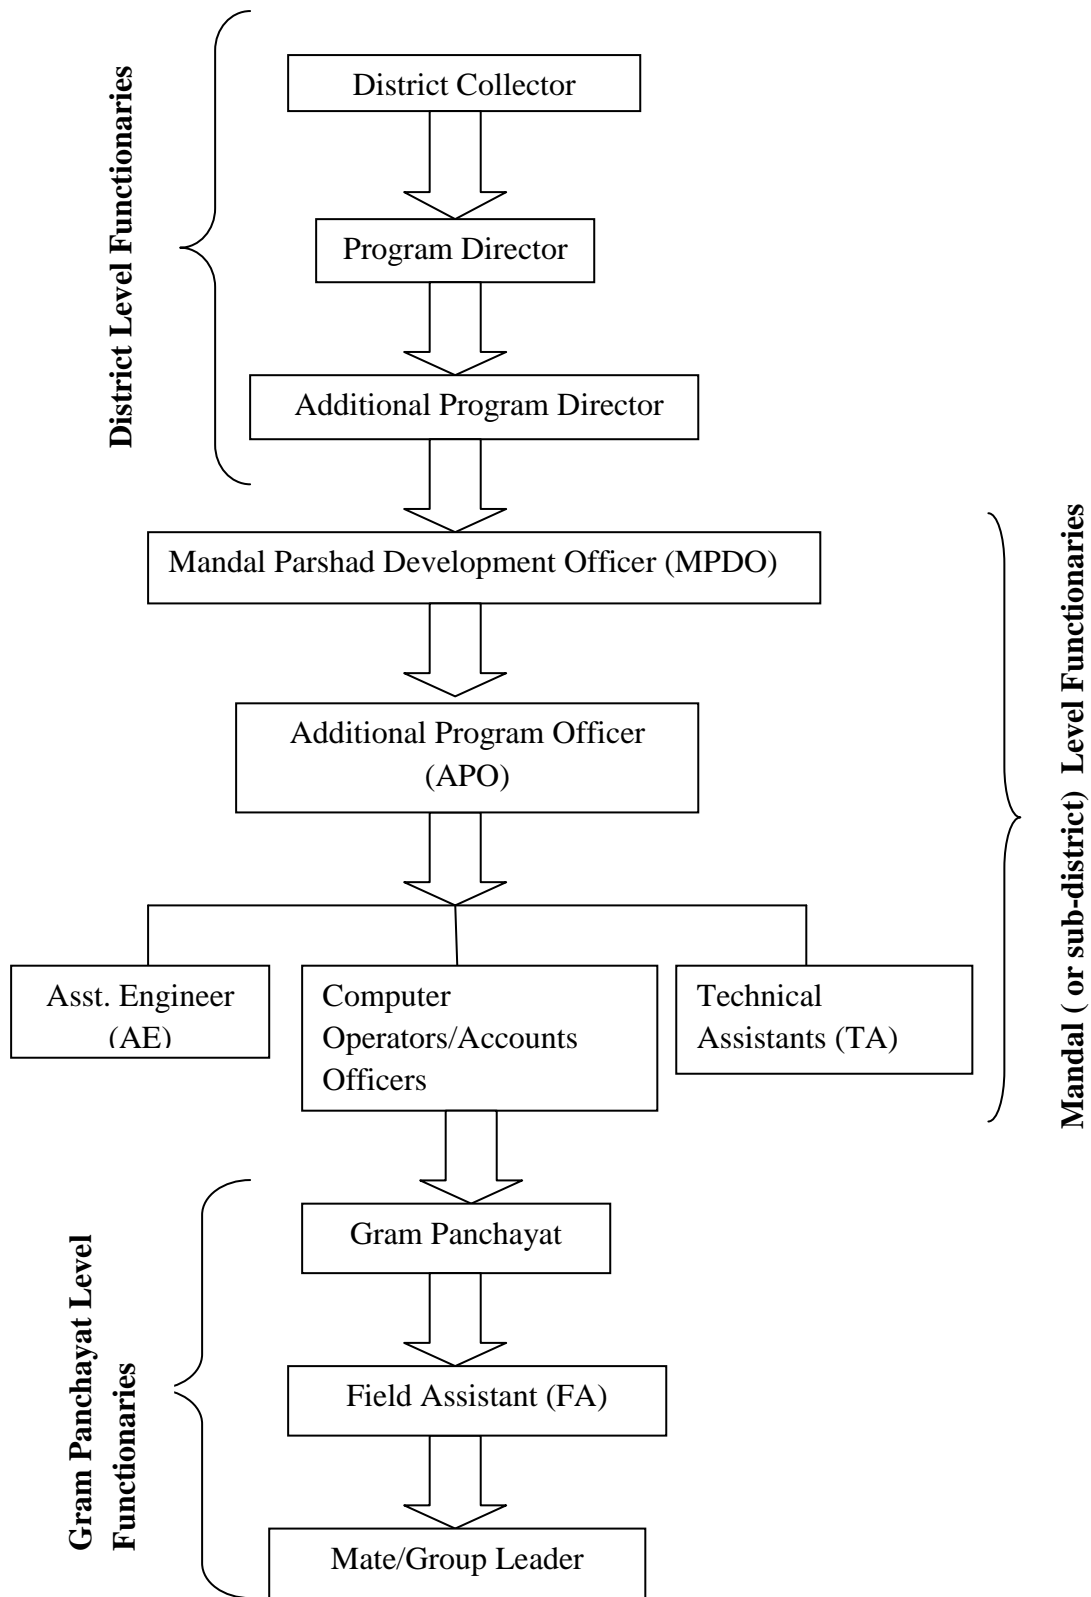 District Level Functionaries
District Collector
Program Director
Additional Program Director
Mandal ( or sub-district)  Level Functionaries
Mandal Parshad Development Officer (MPDO)
Additional Program Officer
(APO)
Asst. Engineer
(AE)
Computer
Operators/Accounts
Officers
Technical
Assistants (TA)
Gram Panchayat Level
Functionaries
Gram Panchayat
Field Assistant (FA)
Mate/Group Leader